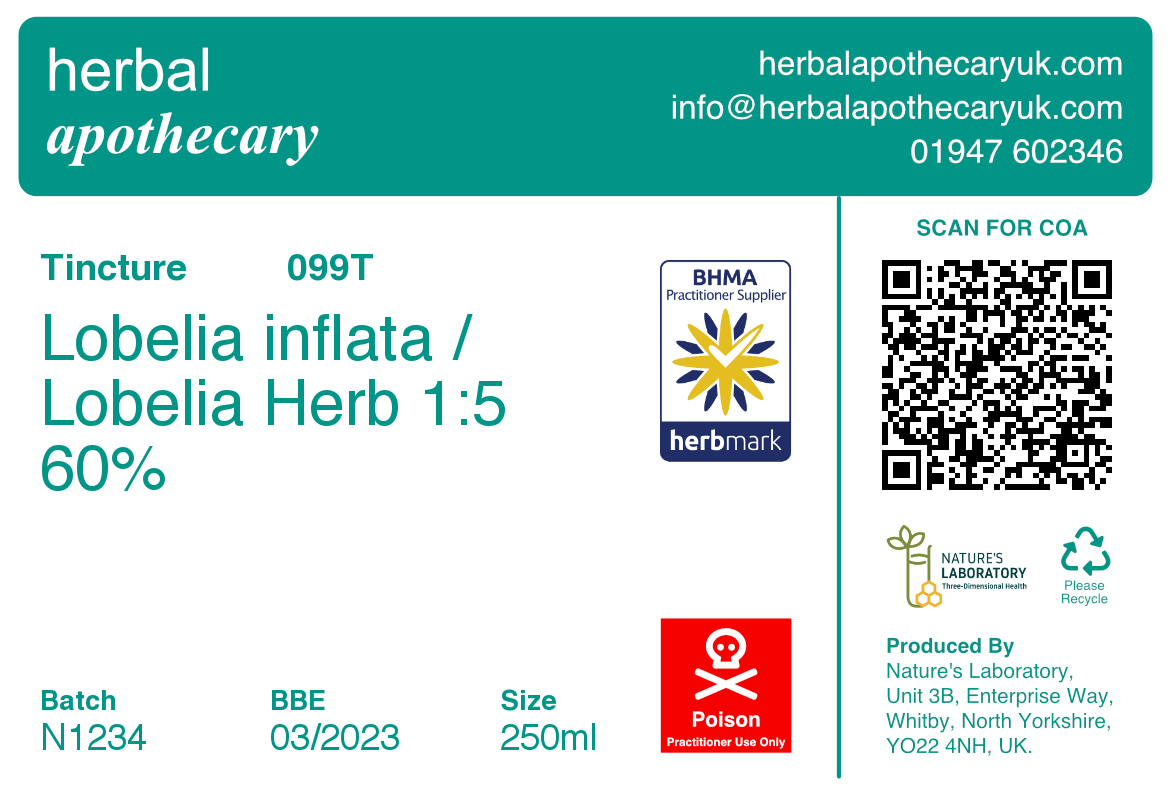 herbal
apothecary
herbalapothecaryuk.com
info@herbalapothecaryuk.com
01947 602346
Tincture 099T
Lobelia inflata /
Lobelia Herb 1:5
60%
BHMA
Practitioner Supplier
herbmark
Batch BBE Size
N1234 03/2023 250ml
Poison
Practitioner Use Only
SCAN FOR COA
NATURE'S
LABORATORY
Three-Dimensional Health
Please
Recycle
Produced By
Nature's Laboratory,
Unit 3B, Enterprise Way,
Whitby, North Yorkshire,
YO22 4NH, UK.